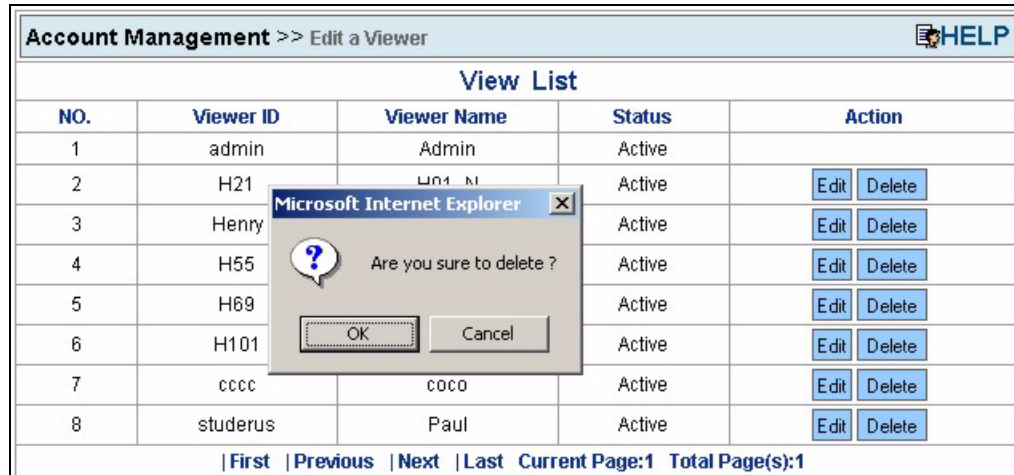 Account Management >> Edit a Viewer HELP
View List
NO. Viewer ID Viewer Name Status Action
1 admin Admin Active
2 H21 Active Edit Delete
3 Henry Active Edit Delete
4 H55 Active Edit Delete
5 H69 Active Edit Delete
6 H101 Active Edit Delete
7 cccc coco Active Edit Delete
8 studerus Paul Active Edit Delete
|First |Previous |Next |Last Current Page:1 Total Page(s):1
Microsoft Internet Explorer
Are you sure to delete ?
OK Cancel